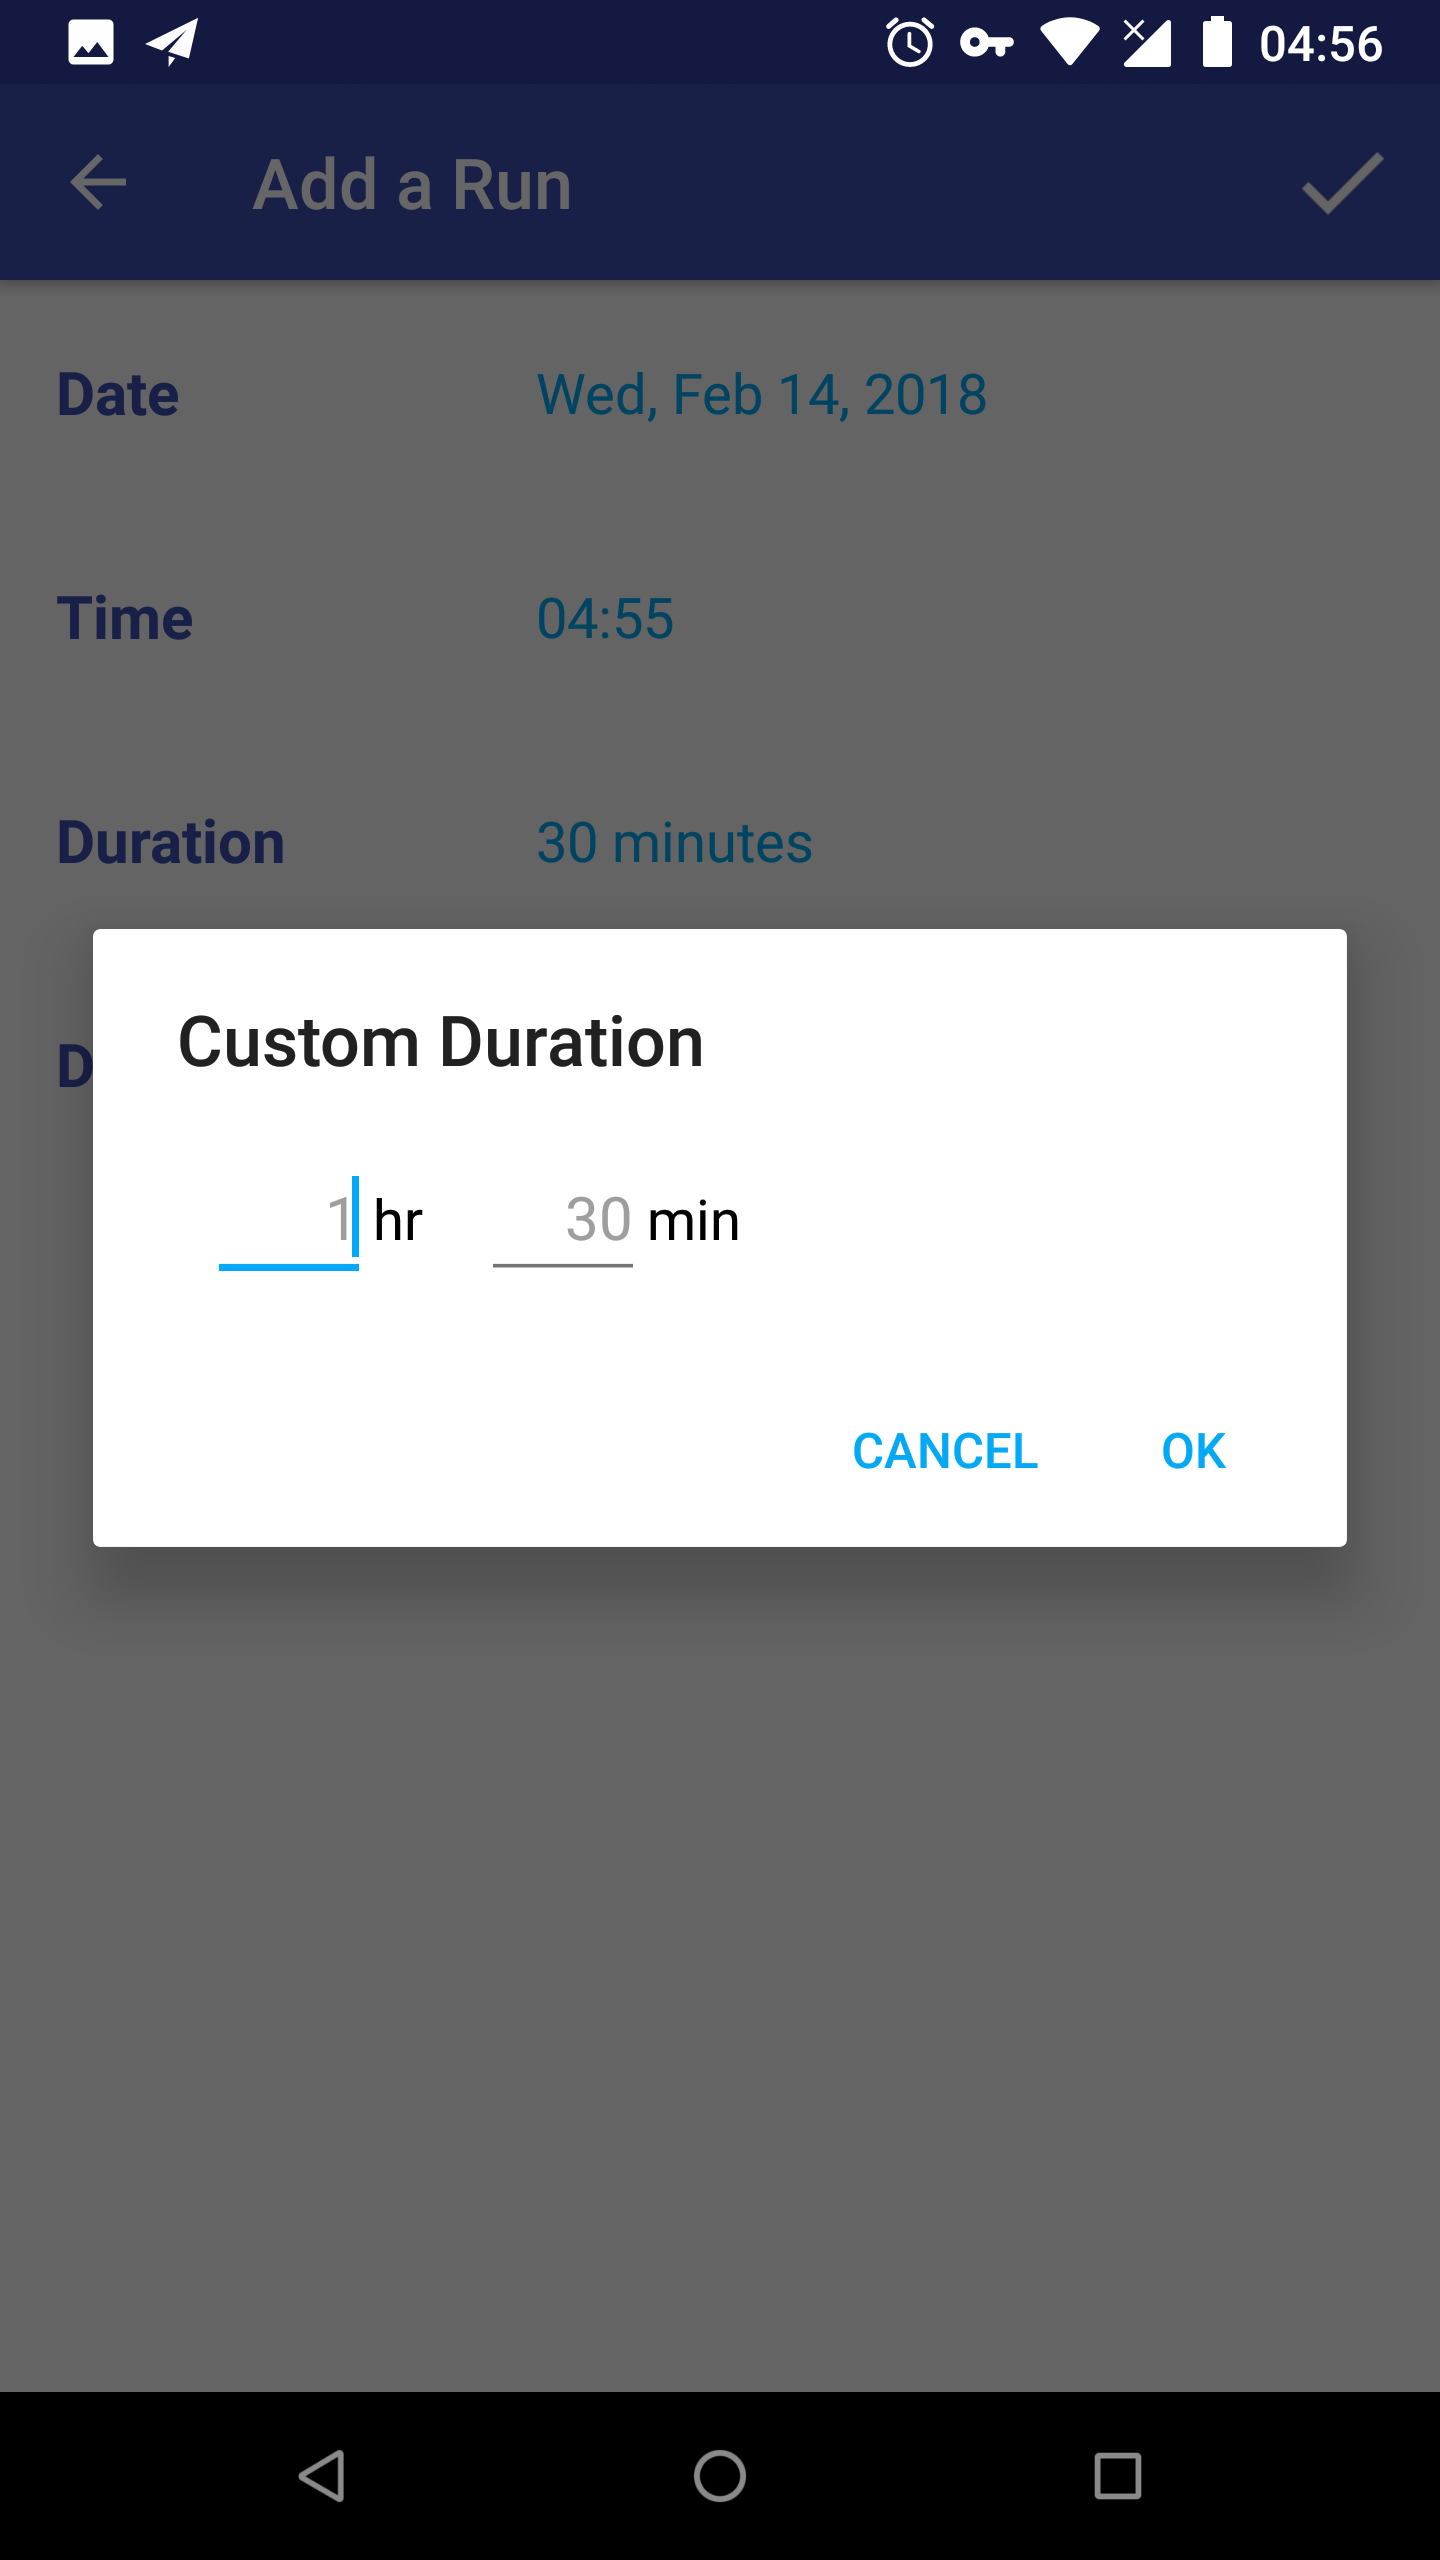 04:56
Add a Run
Date Wed, Feb 14, 2018
Time 04:55
Duration 30 minutes
D
Custom Duration
1 hr 30 min
CANCEL OK